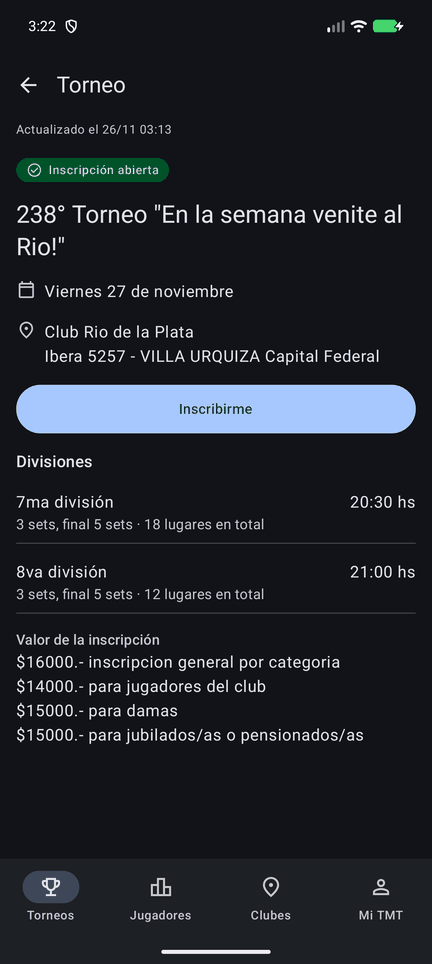 3:22
Torneo
Actualizado el 26/11 03:13
Inscripción abierta
238° Torneo "En la semana venite al
Rio!"
Viernes 27 de noviembre
Club Rio de la Plata
Ibera 5257 - VILLA URQUIZA Capital Federal
Inscribirme
Divisiones
7ma división 20:30 hs
3 sets, final 5 sets · 18 lugares en total
8va división 21:00 hs
3 sets, final 5 sets · 12 lugares en total
Valor de la inscripción
$16000.- inscripcion general por categoria
$14000.- para jugadores del club
$15000.- para damas
$15000.- para jubilados/as o pensionados/as
Torneos Jugadores Clubes Mi TMT